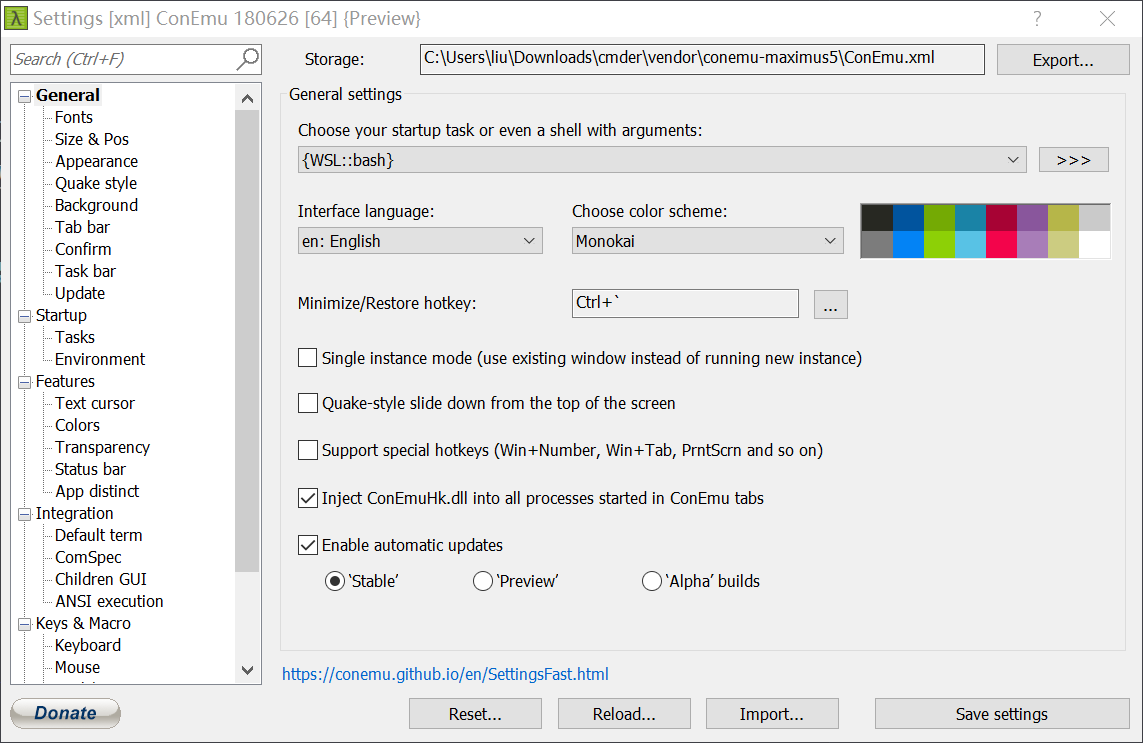 λ Settings [xml] ConEmu 180626 [64] {Preview}
?
Search (Ctrl+F)
Storage:
C:\Users\liu\Downloads\cmder\vendor\conemu-maximus5\ConEmu.xml
Export...
General
Fonts
Size & Pos
Appearance
Quake style
Background
Tab bar
Confirm
Task bar
Update
Startup
Tasks
Environment
Features
Text cursor
Colors
Transparency
Status bar
App distinct
Integration
Default term
ComSpec
Children GUI
ANSI execution
Keys & Macro
Keyboard
Mouse
General settings
Choose your startup task or even a shell with arguments:
{WSL::bash}
>>>
Interface language:
Choose color scheme:
en: English
Monokai
Minimize/Restore hotkey:
Ctrl+`
...
Single instance mode (use existing window instead of running new instance)
Quake-style slide down from the top of the screen
Support special hotkeys (Win+Number, Win+Tab, PrntScrn and so on)
Inject ConEmuHk.dll into all processes started in ConEmu tabs
Enable automatic updates
‘Stable’
‘Preview’
‘Alpha’ builds
https://conemu.github.io/en/SettingsFast.html
Donate
Reset...
Reload...
Import...
Save settings